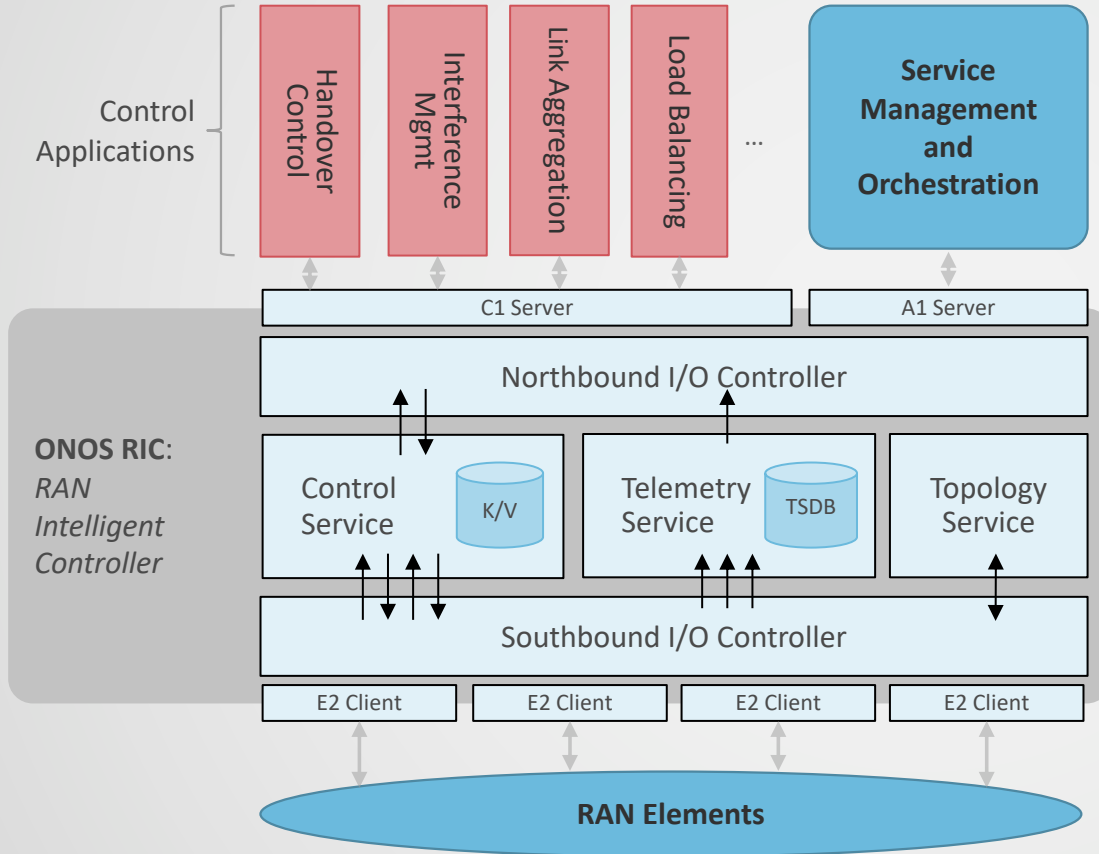 Control
Applications
Handover
Control
Interference
Mgmt
Link Aggregation
Load Balancing
...
Service
Management
and
Orchestration
C1 Server
A1 Server
Northbound I/O Controller
ONOS RIC:
RAN
Intelligent
Controller
Control
Service
K/V
Telemetry
Service
TSDB
Topology
Service
Southbound I/O Controller
E2 Client
E2 Client
E2 Client
E2 Client
RAN Elements